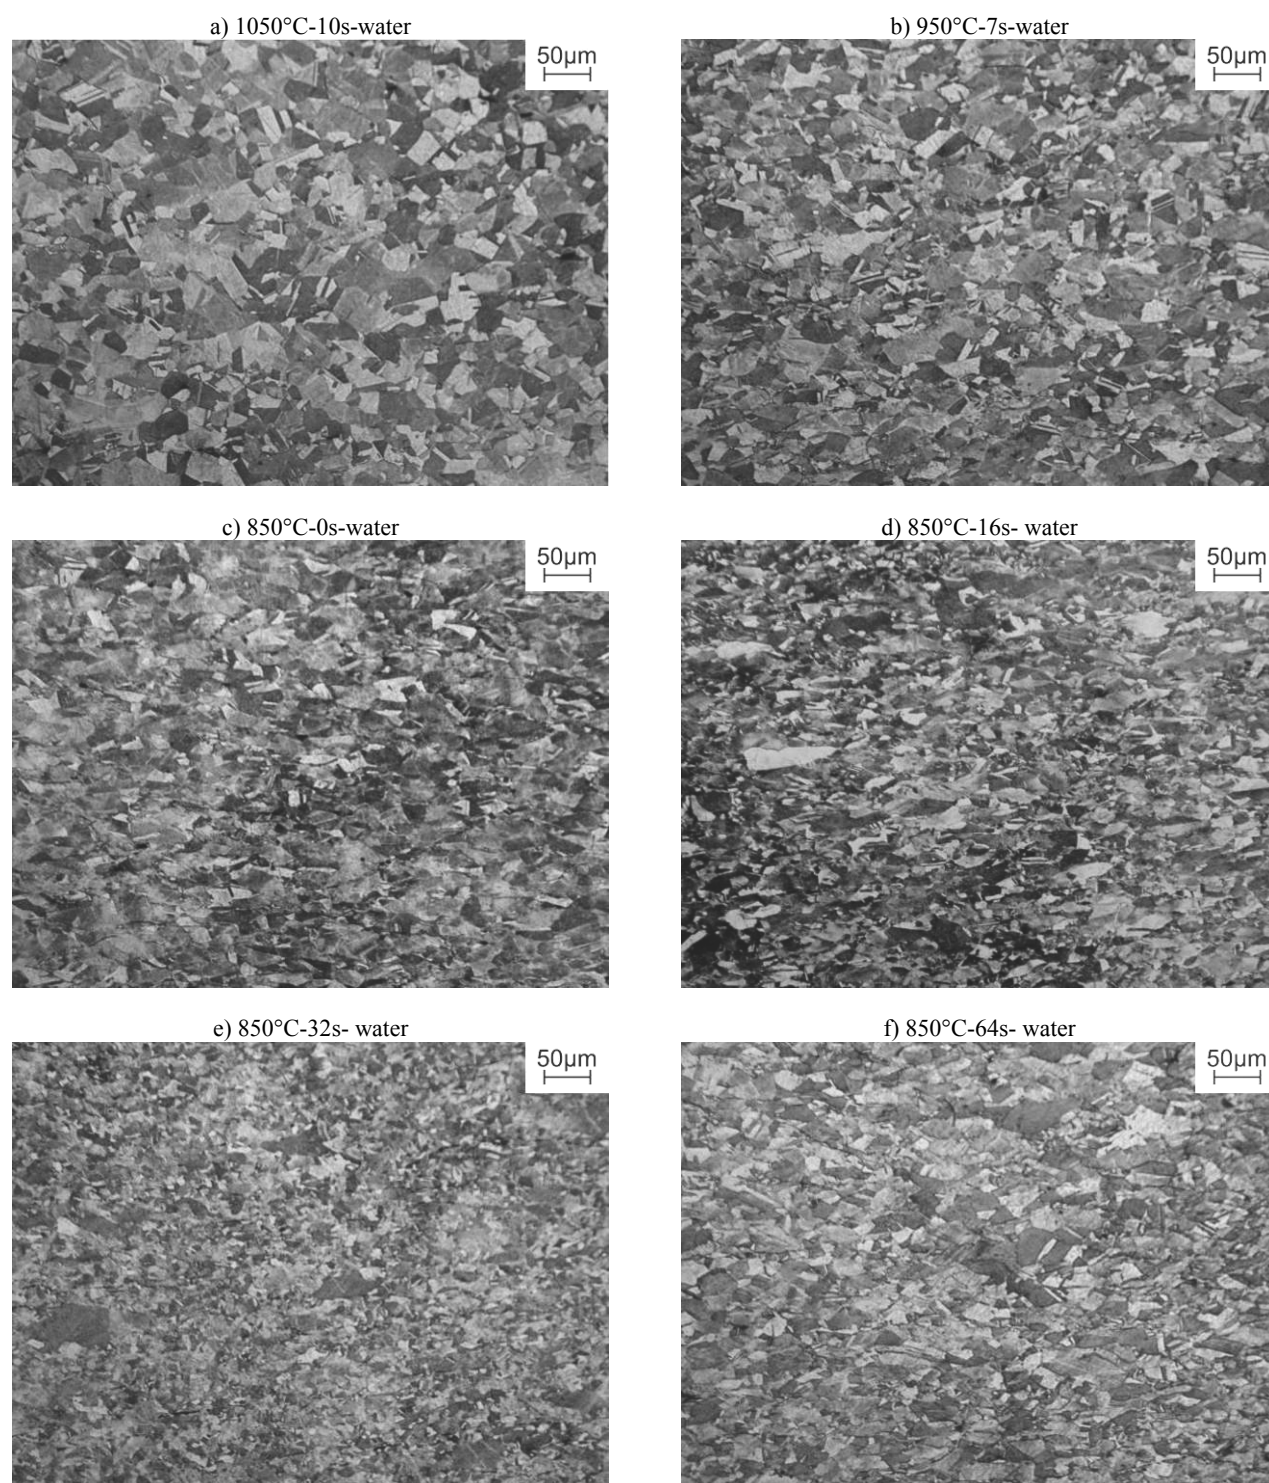 a) 1050°C-10s-water
50µm
b) 950°C-7s-water
50µm
c) 850°C-0s-water
50µm
d) 850°C-16s- water
50µm
e) 850°C-32s- water
50µm
f) 850°C-64s- water
50µm